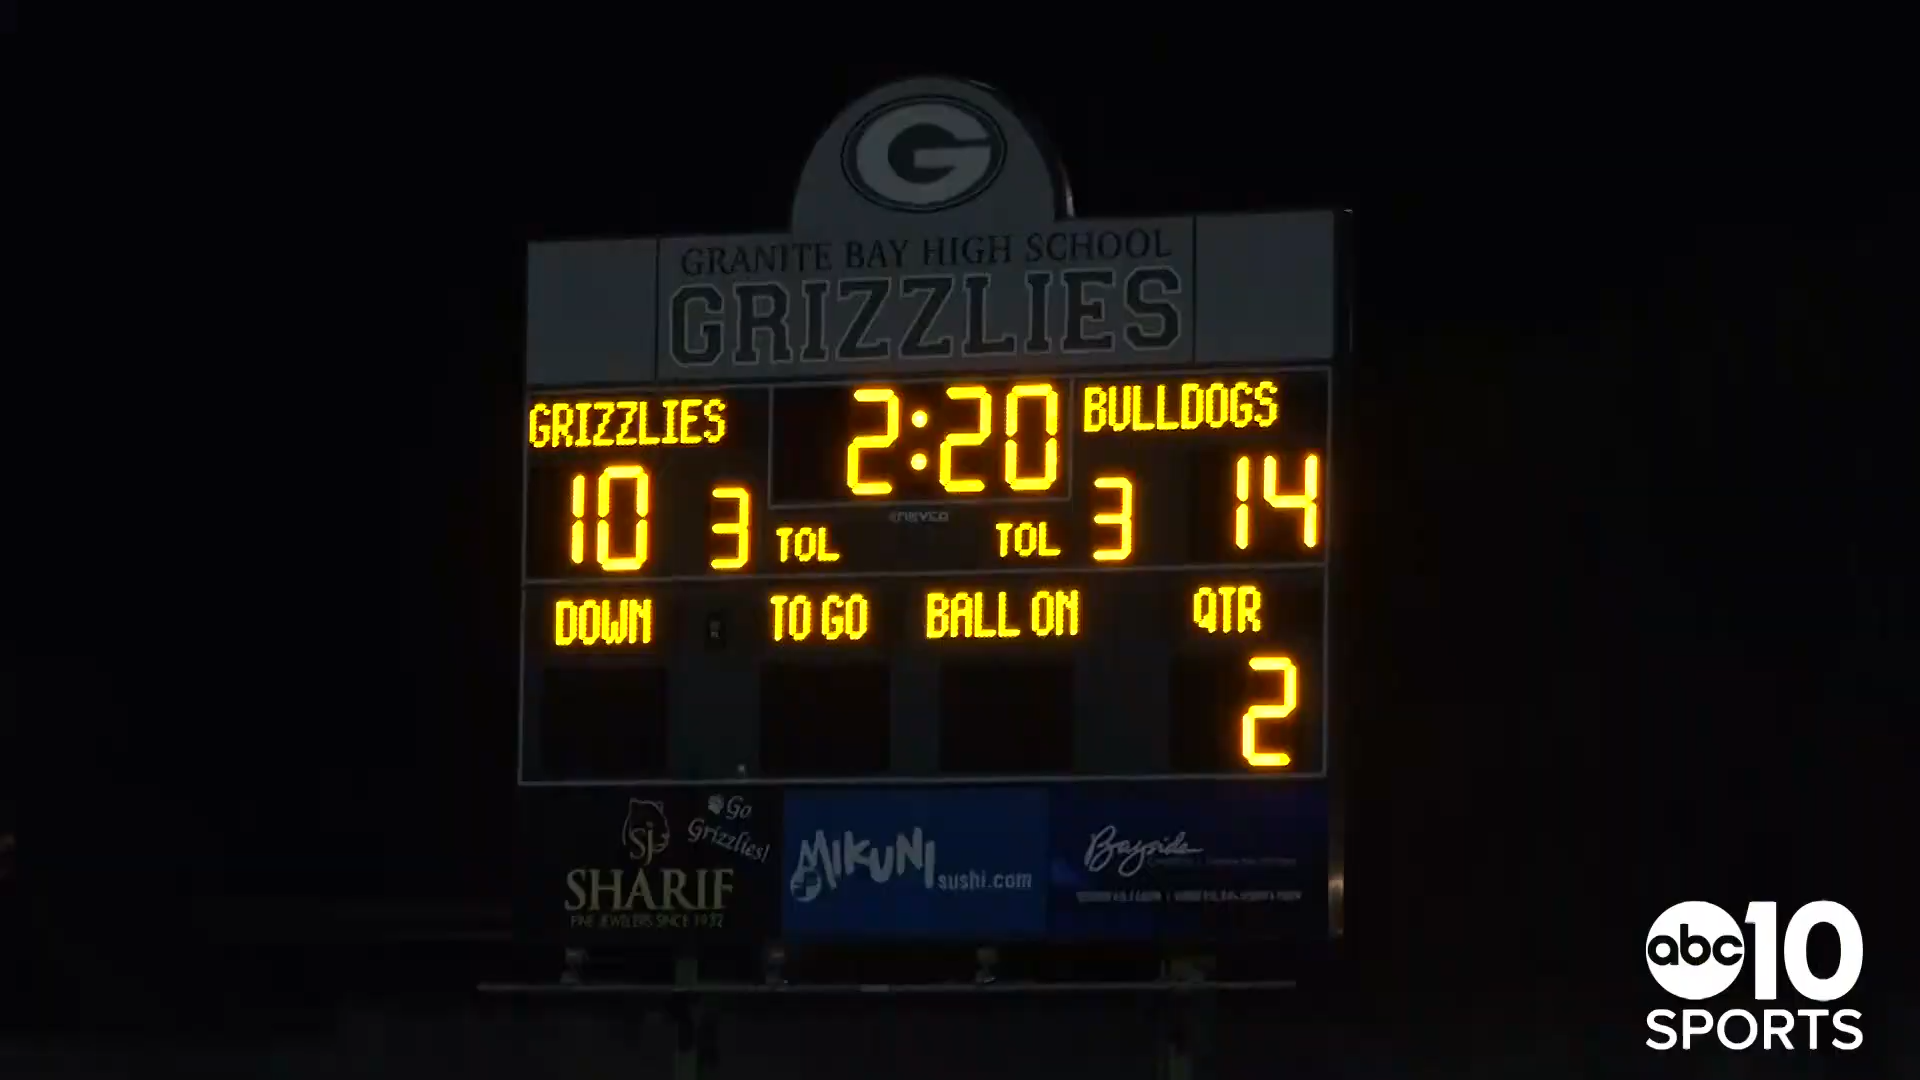 G
GRANITE BAY HIGH SCHOOL
GRIZZLIES
GRIZZLIES 2:20 BULLDOGS
10 3 TOL TOL 3 14
DOWN TO GO BALL ON QTR
2
Go
Grizzlies!
sj
SHARIF
FINE JEWELERS SINCE 1932
MIKUNI
sushi.com
Bayside
abc10
SPORTS